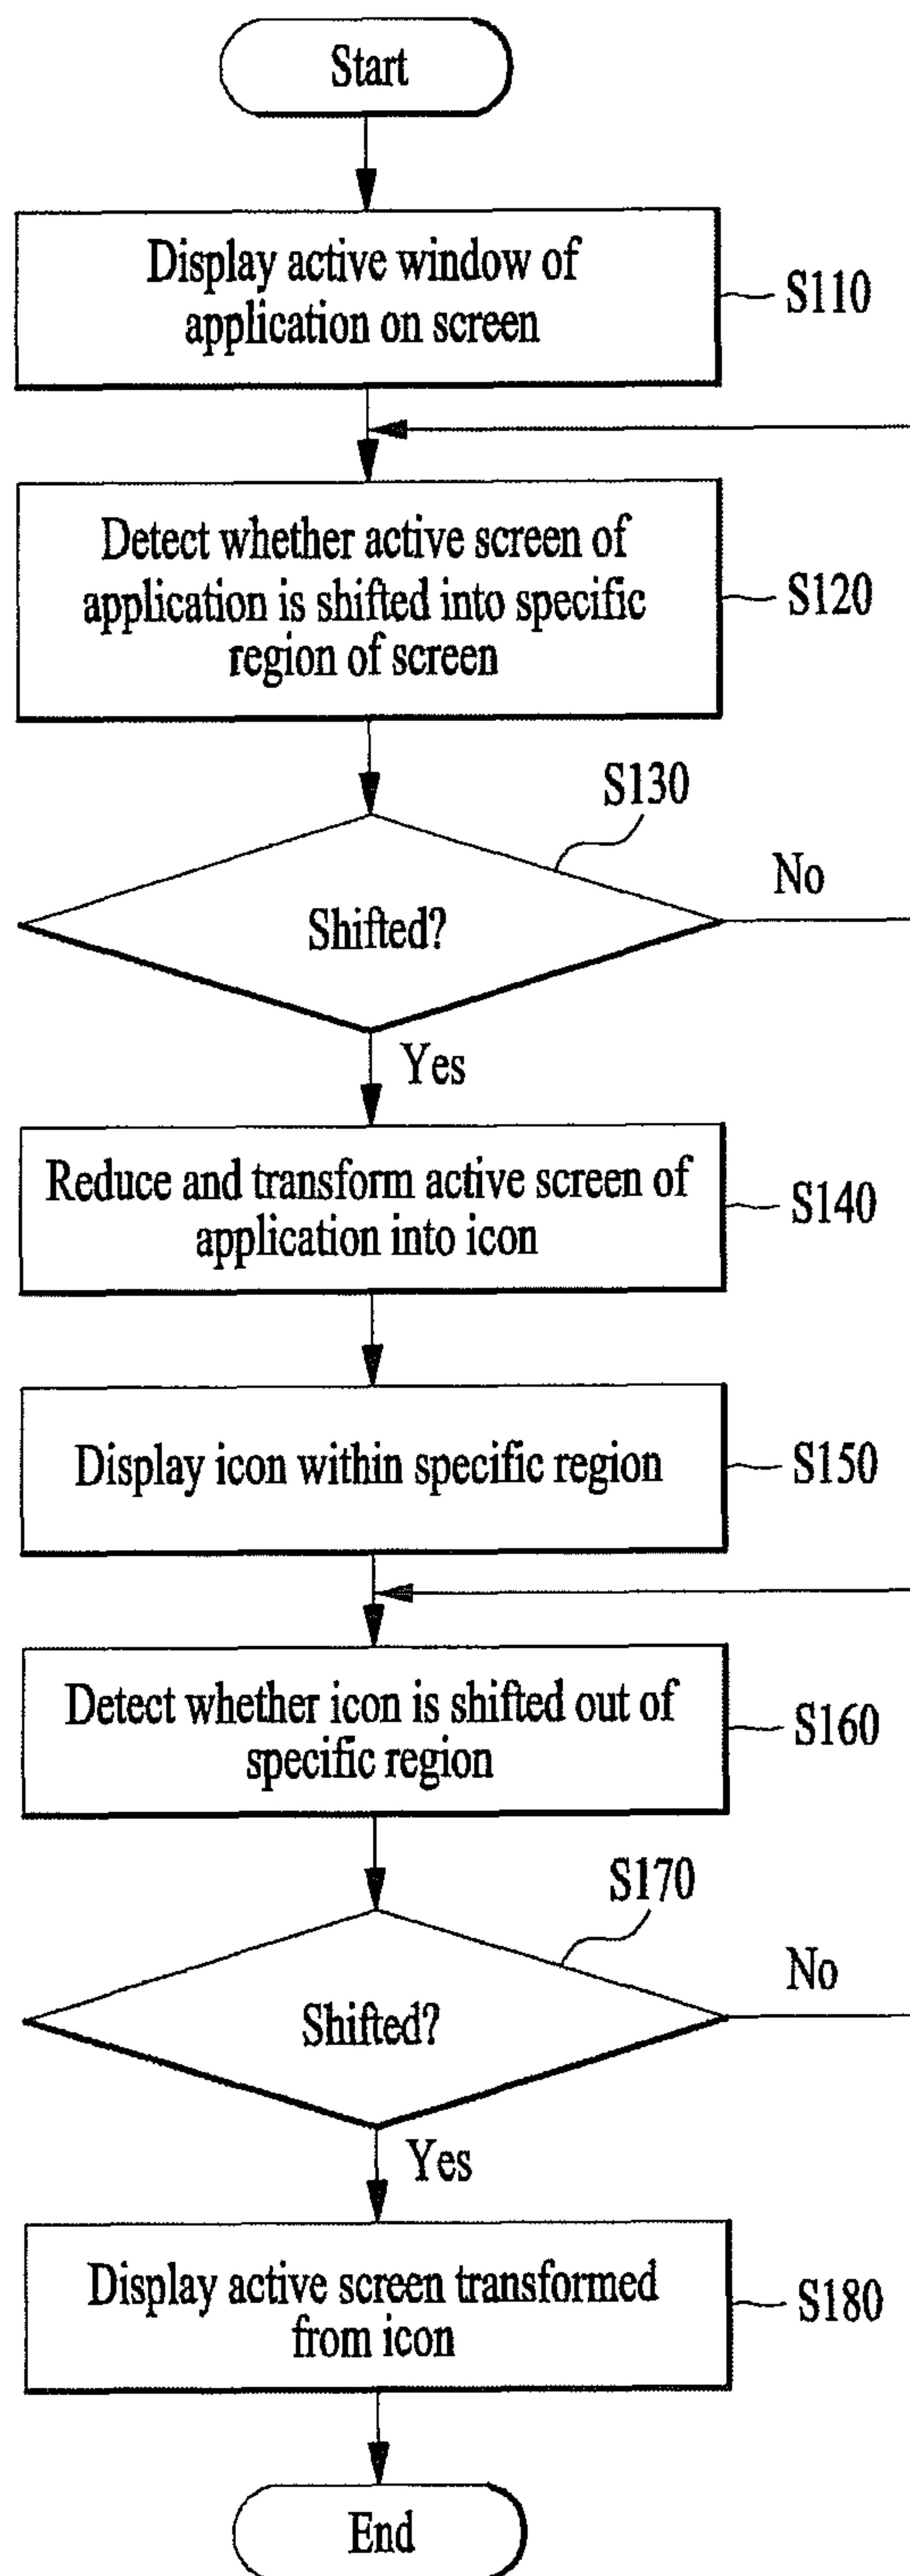 Start
Display active window of
application on screen
S110
Detect whether active screen of
application is shifted into specific
region of screen
S120
S130
Shifted?
No
Yes
Reduce and transform active screen of
application into icon
S140
Display icon within specific region
S150
Detect whether icon is shifted out of
specific region
S160
S170
Shifted?
No
Yes
Display active screen transformed
from icon
S180
End